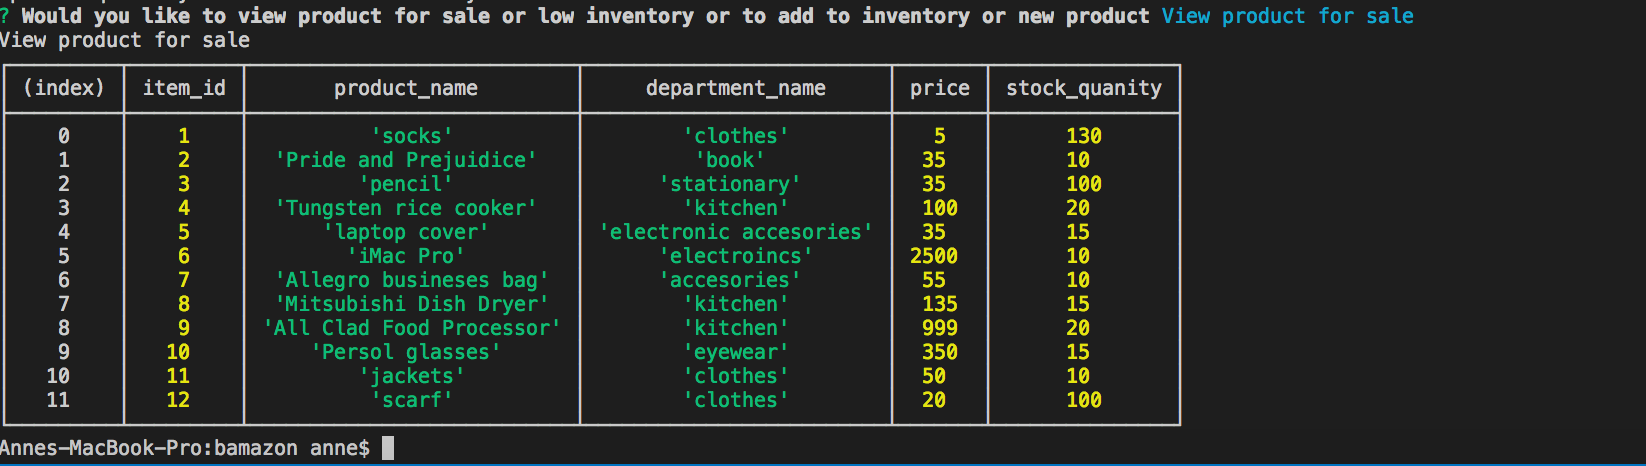 ? Would you like to view product for sale or low inventory or to add to inventory or new product View product for sale
View product for sale
(index) item_id product_name department_name price stock_quanity
0 1 'socks' 'clothes' 5 130
1 2 'Pride and Prejuidice' 'book' 35 10
2 3 'pencil' 'stationary' 35 100
3 4 'Tungsten rice cooker' 'kitchen' 100 20
4 5 'laptop cover' 'electronic accesories' 35 15
5 6 'iMac Pro' 'electroincs' 2500 10
6 7 'Allegro busineses bag' 'accesories' 55 10
7 8 'Mitsubishi Dish Dryer' 'kitchen' 135 15
8 9 'All Clad Food Processor' 'kitchen' 999 20
9 10 'Persol glasses' 'eyewear' 350 15
10 11 'jackets' 'clothes' 50 10
11 12 'scarf' 'clothes' 20 100
Annes-MacBook-Pro:bamazon anne$